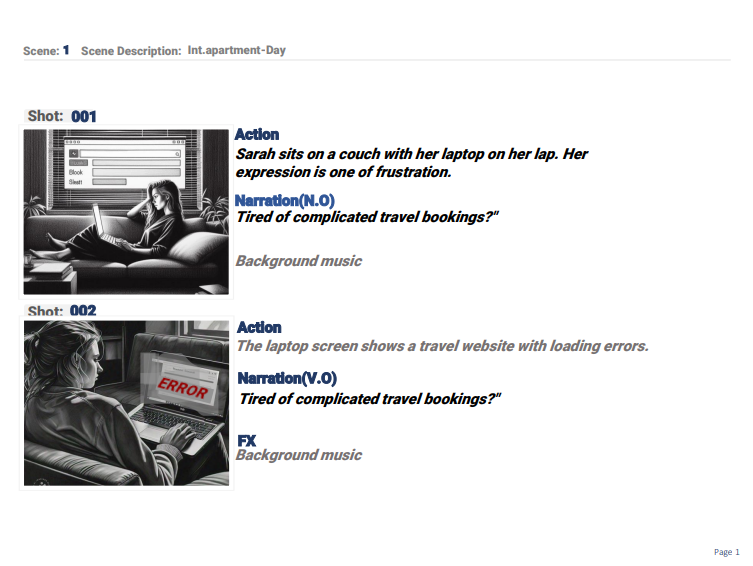 Scene: 1 Scene Description: Int.apartment-Day
Shot: 001
Action
Sarah sits on a couch with her laptop on her lap. Her
expression is one of frustration.
Narration(N.O)
Tired of complicated travel bookings?"
Background music
Blook
Shot: 002
Action
The laptop screen shows a travel website with loading errors.
Narration(V.O)
Tired of complicated travel bookings?"
FX
Background music
ERROR
Page 1